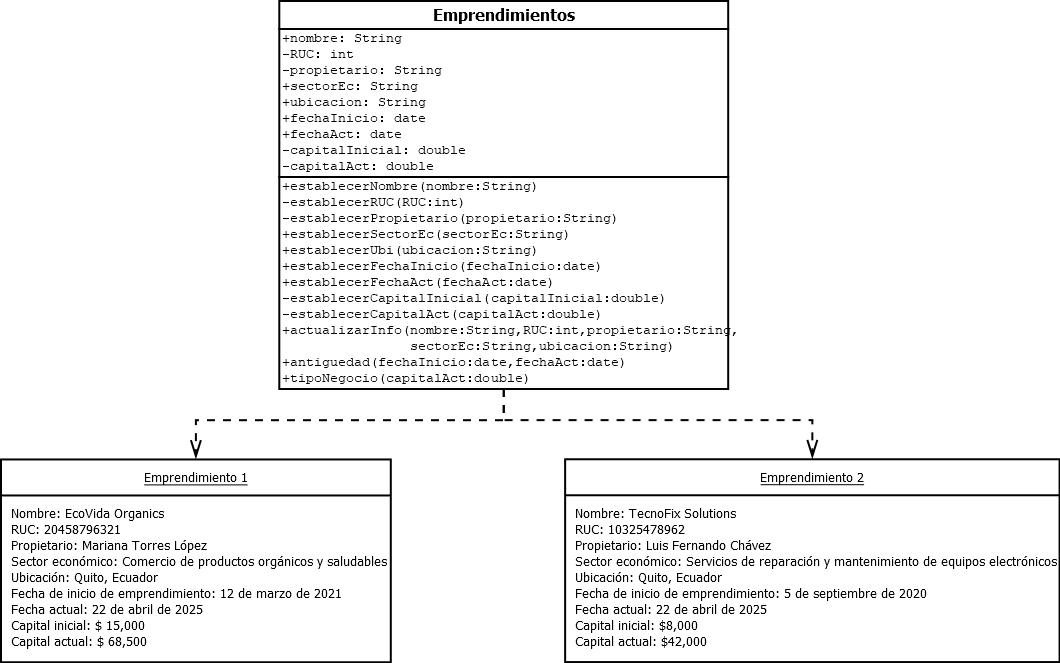 Emprendimientos
+nombre: String
-RUC: int
-propietario: String
+sectorEc: String
+ubicacion: String
+fechaInicio: date
+fechaAct: date
-capitalInicial: double
-capitalAct: double
+establecerNombre(nombre:String)
-establecerRUC(RUC:int)
-establecerPropietario(propietario:String)
+establecerSectorEc(sectorEc:String)
+establecerUbi(ubicacion:String)
+establecerFechaInicio(fechaInicio:date)
+establecerFechaAct(fechaAct:date)
-establecerCapitalInicial(capitalInicial:double)
-establecerCapitalAct(capitalAct:double)
+actualizarInfo(nombre:String,RUC:int,propietario:String,
sectorEc:String,ubicacion:String)
+antiguedad(fechaInicio:date,fechaAct:date)
+tipoNegocio(capitalAct:double)
Emprendimiento 1
Nombre: EcoVida Organics
RUC: 20458796321
Propietario: Mariana Torres López
Sector económico: Comercio de productos orgánicos y saludables
Ubicación: Quito, Ecuador
Fecha de inicio de emprendimiento: 12 de marzo de 2021
Fecha actual: 22 de abril de 2025
Capital inicial: $ 15,000
Capital actual: $ 68,500
Emprendimiento 2
Nombre: TecnoFix Solutions
RUC: 10325478962
Propietario: Luis Fernando Chávez
Sector económico: Servicios de reparación y mantenimiento de equipos electrónicos
Ubicación: Quito, Ecuador
Fecha de inicio de emprendimiento: 5 de septiembre de 2020
Fecha actual: 22 de abril de 2025
Capital inicial: $8,000
Capital actual: $42,000